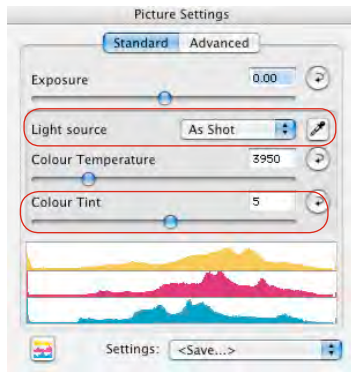 Picture Settings
Standard Advanced
Exposure 0.00
Light source As Shot
Colour Temperature 3950
Colour Tint 5
Settings: <Save...>